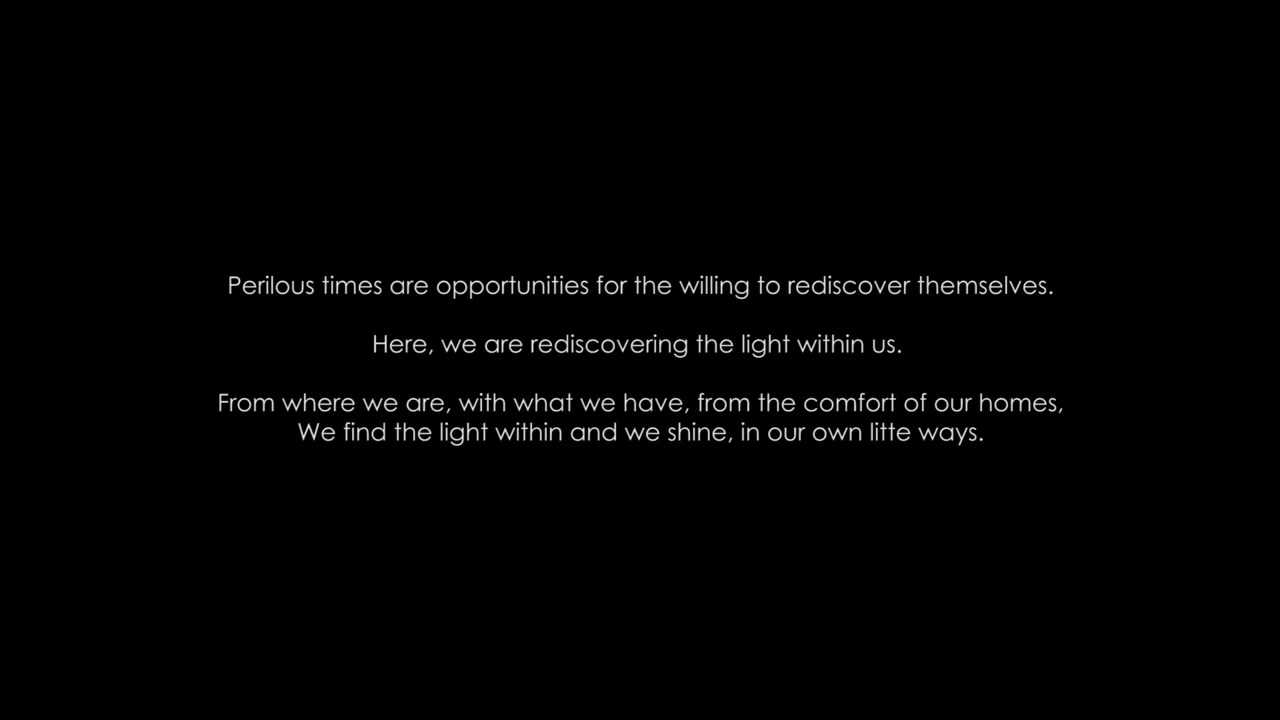 Perilous times are opportunities for the willing to rediscover themselves.
Here, we are rediscovering the light within us.
From where we are, with what we have, from the comfort of our homes,
We find the light within and we shine, in our own litte ways.